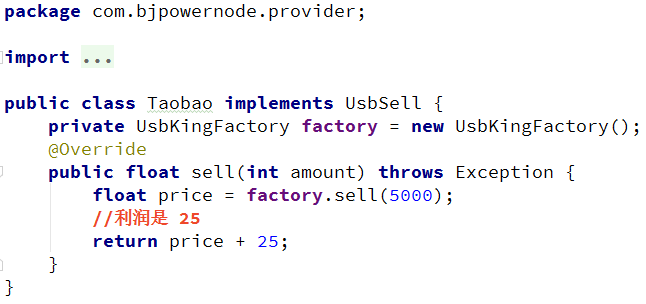 package com.bjpowernode.provider;
import ...
public class Taobao implements UsbSell {
private UsbKingFactory factory = new UsbKingFactory();
@Override
public float sell(int amount) throws Exception {
float price = factory.sell(5000);
//利润是 25
return price + 25;
}
}